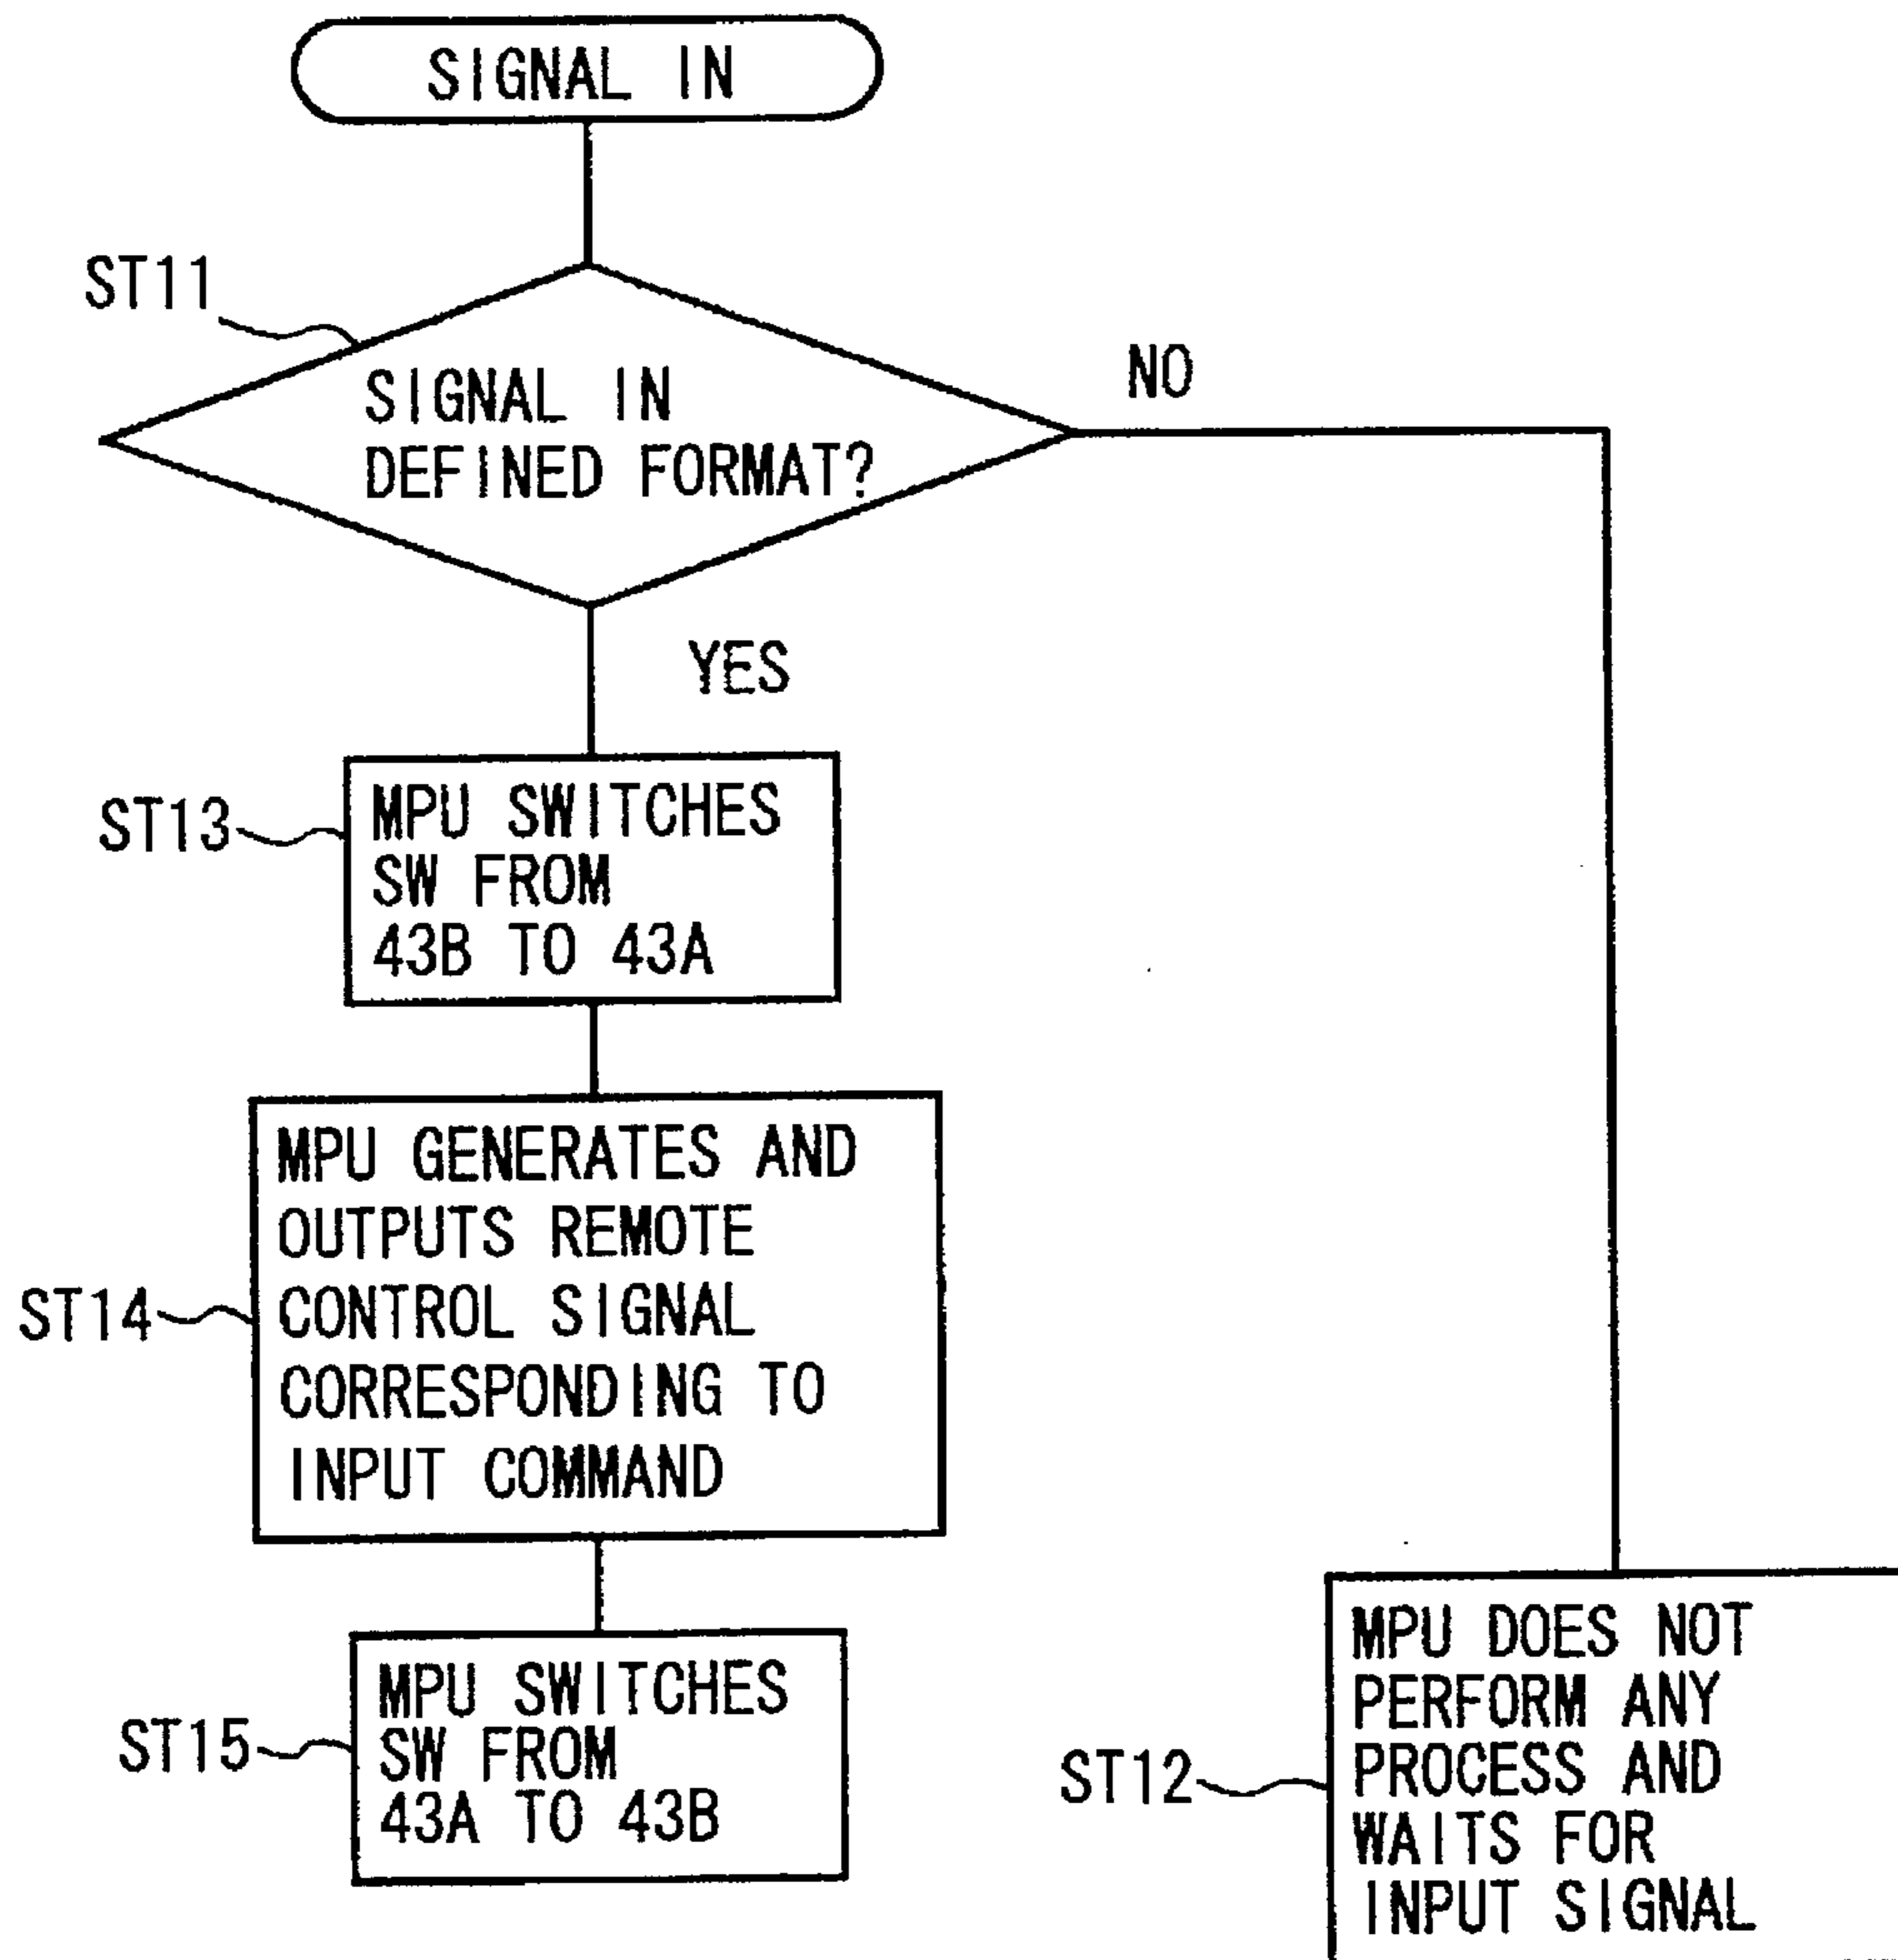 SIGNAL IN
ST11
SIGNAL IN
DEFINED FORMAT?
NO
YES
ST13
MPU SWITCHES
SW FROM
43B TO 43A
ST14
MPU GENERATES AND
OUTPUTS REMOTE
CONTROL SIGNAL
CORRESPONDING TO
INPUT COMMAND
ST15
MPU SWITCHES
SW FROM
43A TO 43B
ST12
MPU DOES NOT
PERFORM ANY
PROCESS AND
WAITS FOR
INPUT SIGNAL